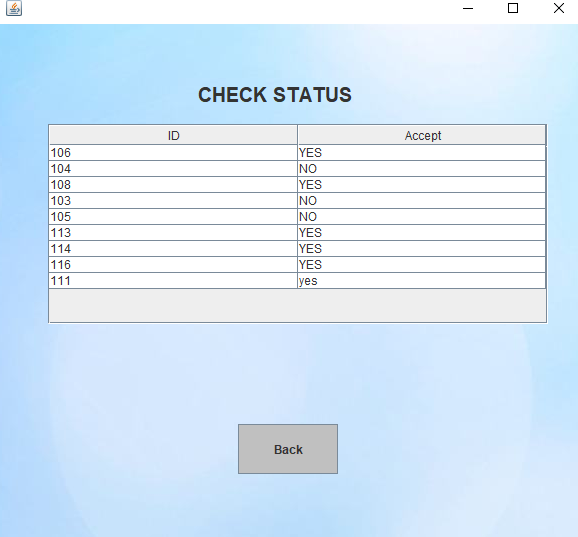 CHECK STATUS
ID Accept
106 YES
104 NO
108 YES
103 NO
105 NO
113 YES
114 YES
116 YES
111 yes
Back